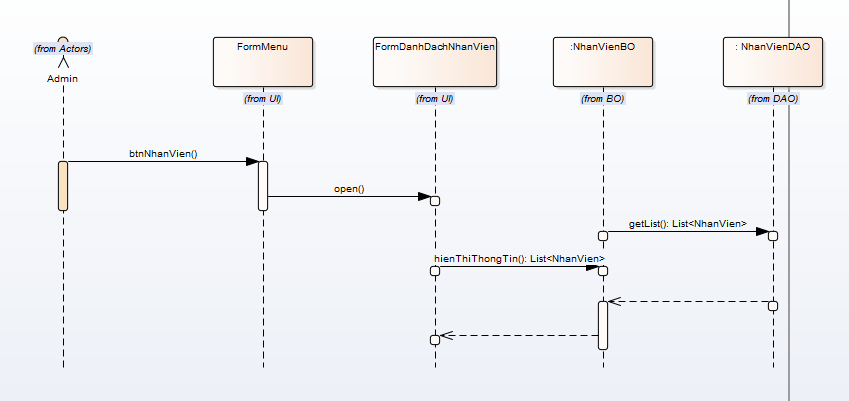 (from Actors)
Admin
FormMenu
(from UI)
FormDanhDachNhanVien
(from UI)
:NhanVienBO
(from BO)
: NhanVienDAO
(from DAO)
btnNhanVien()
open()
getList(): List<NhanVien>
hienThiThongTin(): List<NhanVien>